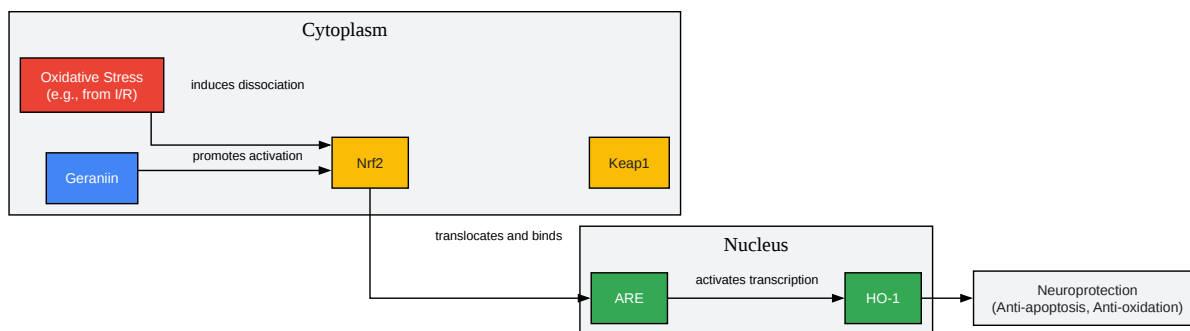 Cytoplasm
Oxidative Stress
(e.g., from I/R)
induces dissociation
promotes activation
Nrf2
Keap1
Geraniin
translocates and binds
Nucleus
activates transcription
ARE
HO-1
Neuroprotection
(Anti-apoptosis, Anti-oxidation)